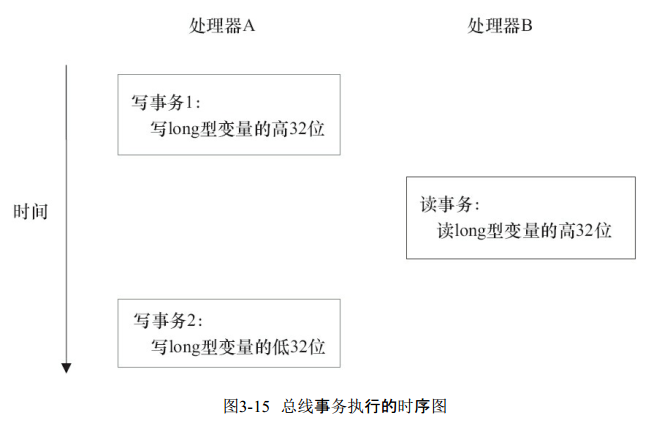 处理器A
处理器B
写事务1：
写long型变量的高32位
时间
读事务：
读long型变量的高32位
写事务2：
写long型变量的低32位
图3-15 总线事务执行的时序图